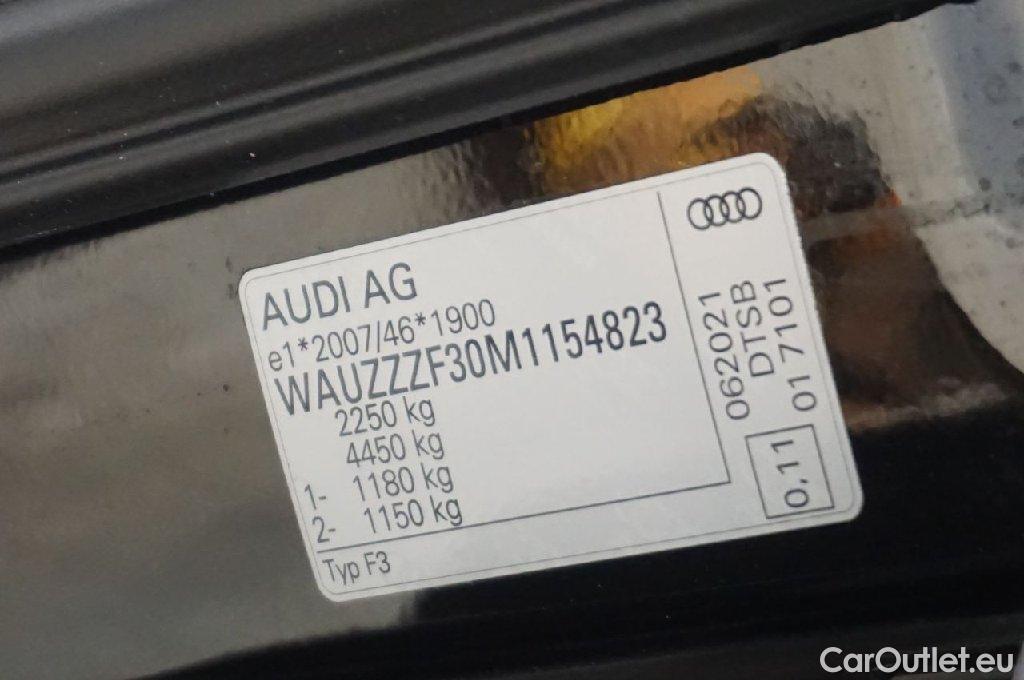 AUDI AG
e1*2007/46*1900
WAUZZZF30M1154823
2250 kg
4450 kg
1- 1180 kg
2- 1150 kg
Typ F3
062021
DTSB
01 7101
0,11
CarOutlet.eu